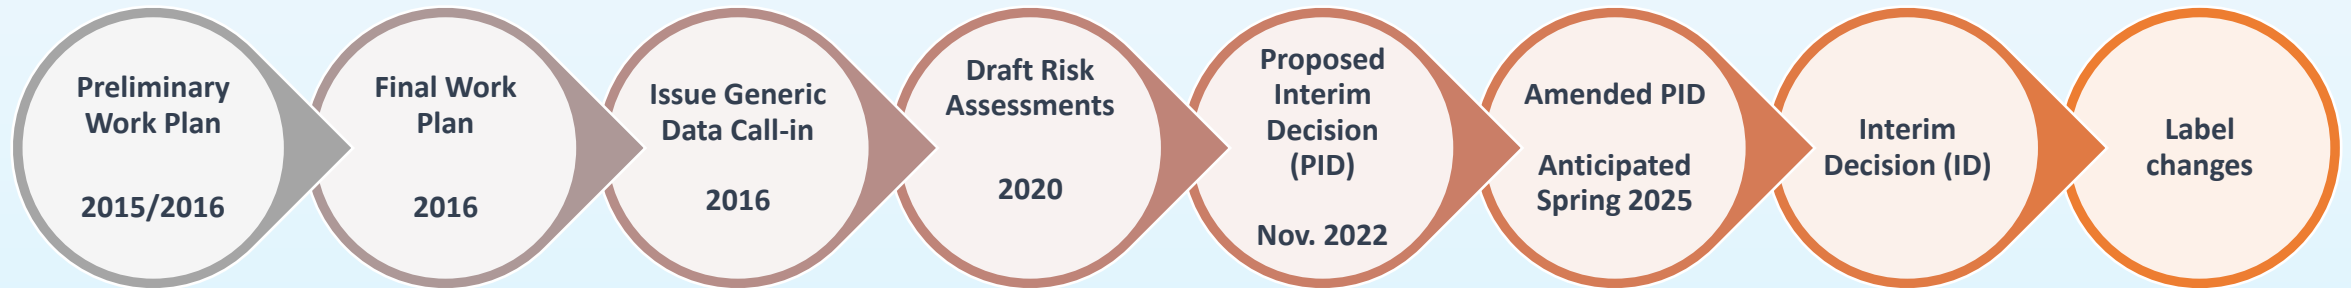 Preliminary
Work Plan
2015/2016
Final Work
Plan
2016
Issue Generic
Data Call-in
2016
Draft Risk
Assessments
2020
Proposed
Interim
Decision
(PID)
Nov. 2022
Amended PID
Anticipated
Spring 2025
Interim
Decision (ID)
Label
changes